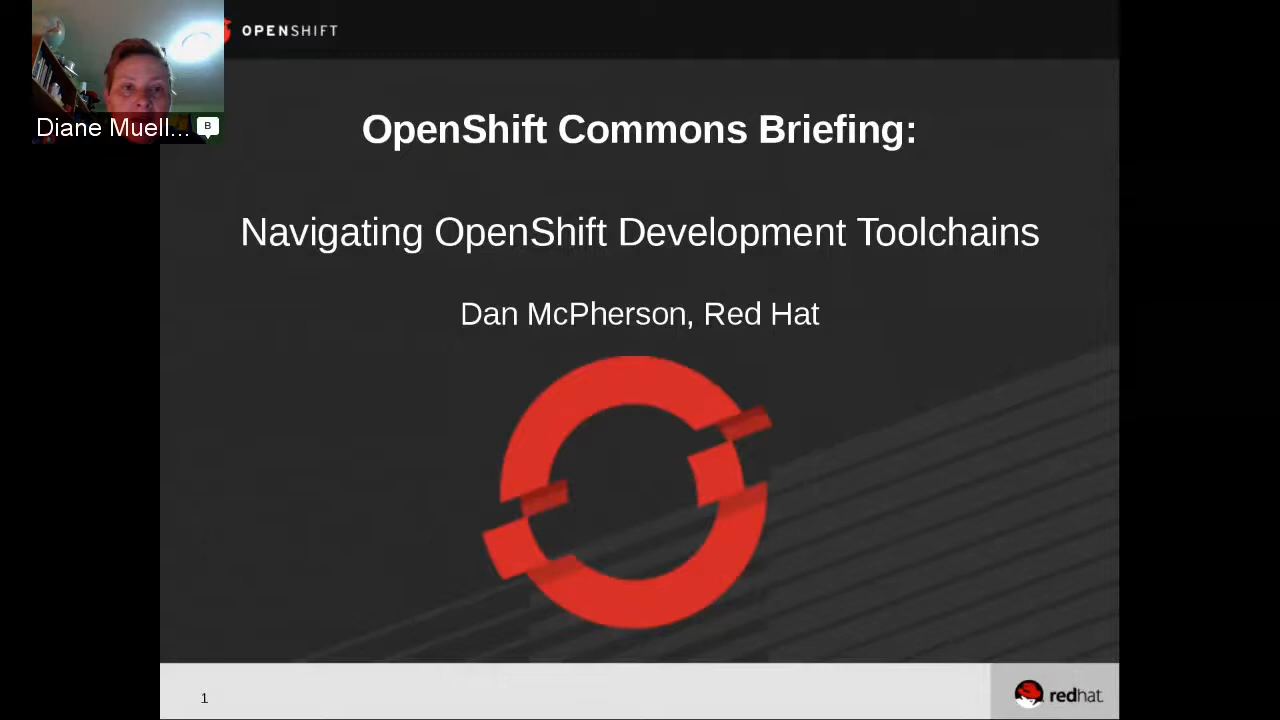 OPENSHIFT
Diane Muell...
B
OpenShift Commons Briefing:
Navigating OpenShift Development Toolchains
Dan McPherson, Red Hat
1
redhat.